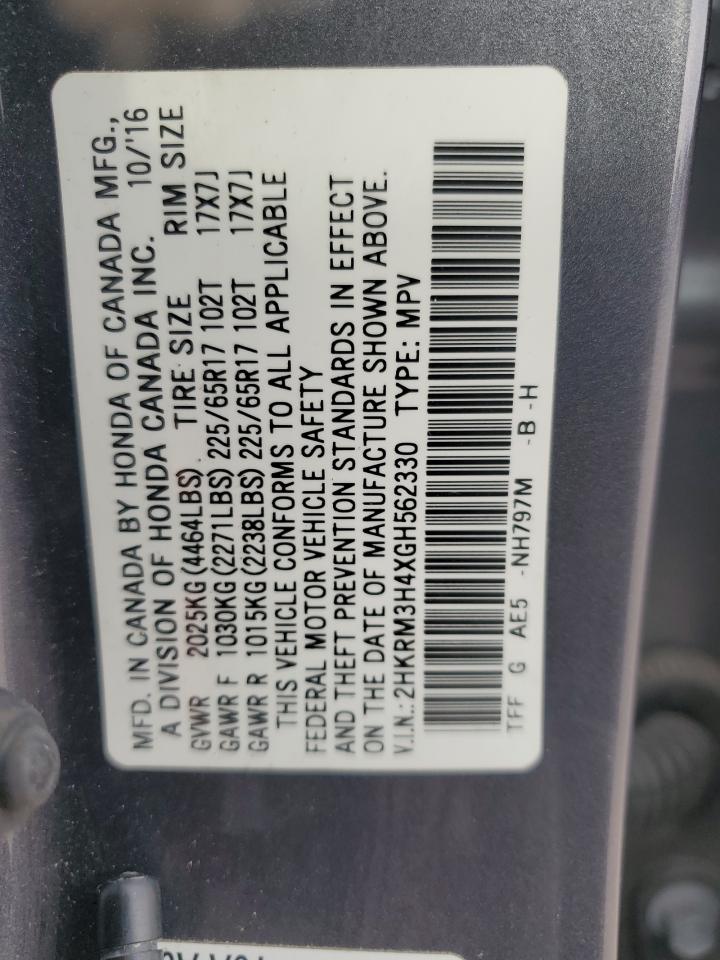 MFD. IN CANADA BY HONDA OF CANADA MFG.,
A DIVISION OF HONDA CANADA INC. 10/'16
GVWR 2025KG (4464LBS) TIRE SIZE RIM SIZE
GAWR F 1030KG (2271LBS) 225/65R17 102T 17X7J
GAWR R 1015KG (2238LBS) 225/65R17 102T 17X7J
THIS VEHICLE CONFORMS TO ALL APPLICABLE
FEDERAL MOTOR VEHICLE SAFETY
AND THEFT PREVENTION STANDARDS IN EFFECT
ON THE DATE OF MANUFACTURE SHOWN ABOVE.
V.I.N.: 2HKRM3H4XGH562330 TYPE: MPV
TFF G AE5 -NH797M -B -H